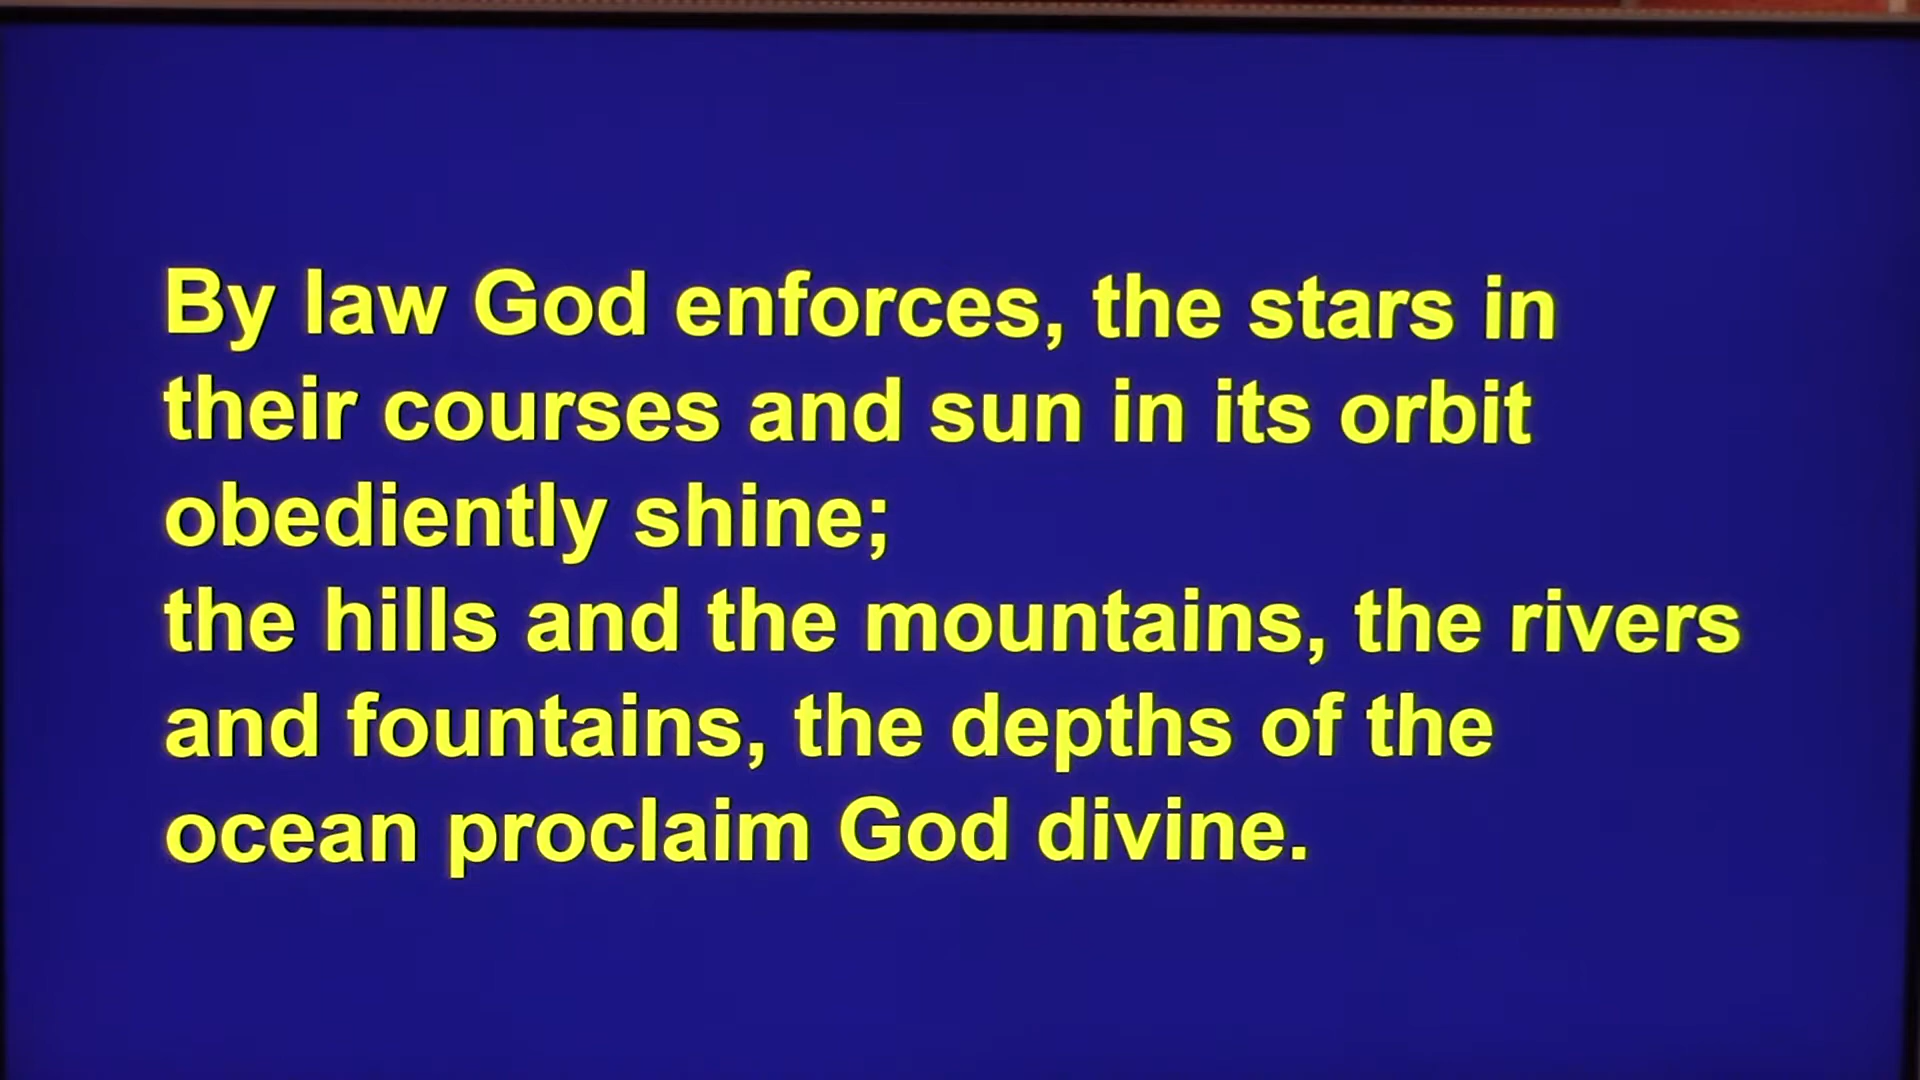 By law God enforces, the stars in
their courses and sun in its orbit
obediently shine;
the hills and the mountains, the rivers
and fountains, the depths of the
ocean proclaim God divine.